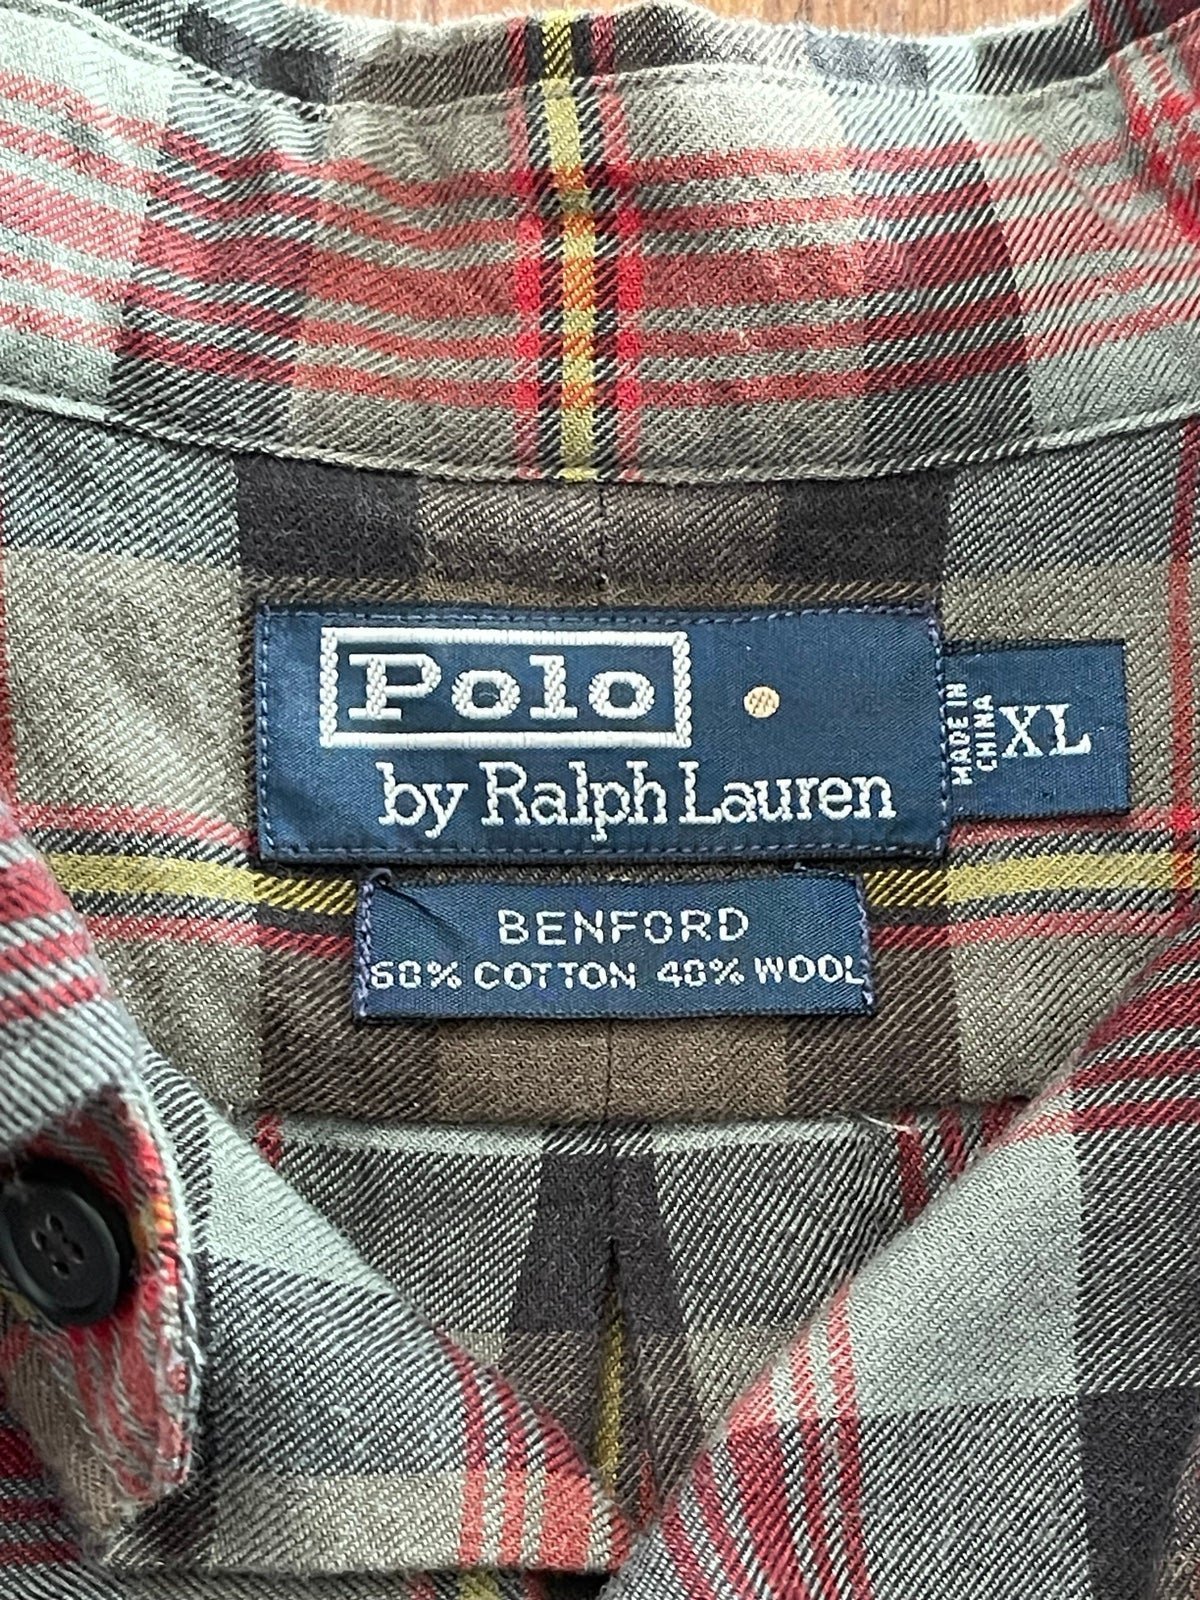 Polo
by Ralph Lauren
MADE IN
CHINA
XL
BENFORD
60% COTTON 40% WOOL